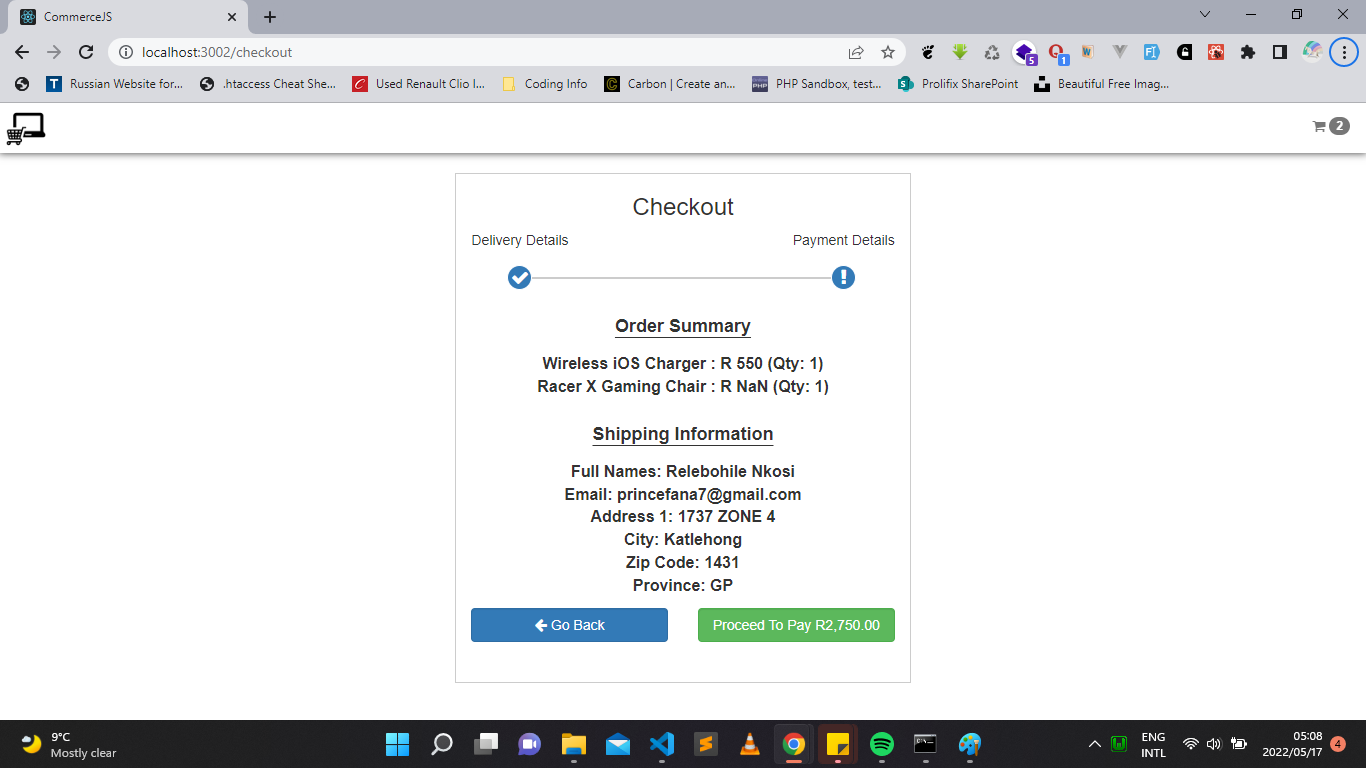 CommerceJS
localhost:3002/checkout
5
1
Russian Website for...
.htaccess Cheat She...
Used Renault Clio I...
Coding Info
Carbon | Create an...
PHP Sandbox, test...
Prolifix SharePoint
Beautiful Free Imag...
2
Checkout
Delivery Details
Payment Details
Order Summary
Wireless iOS Charger : R 550 (Qty: 1)
Racer X Gaming Chair : R NaN (Qty: 1)
Shipping Information
Full Names: Relebohile Nkosi
Email: princefana7@gmail.com
Address 1: 1737 ZONE 4
City: Katlehong
Zip Code: 1431
Province: GP
Go Back
Proceed To Pay R2,750.00
9°C
Mostly clear
ENG
INTL
05:08
2022/05/17
4